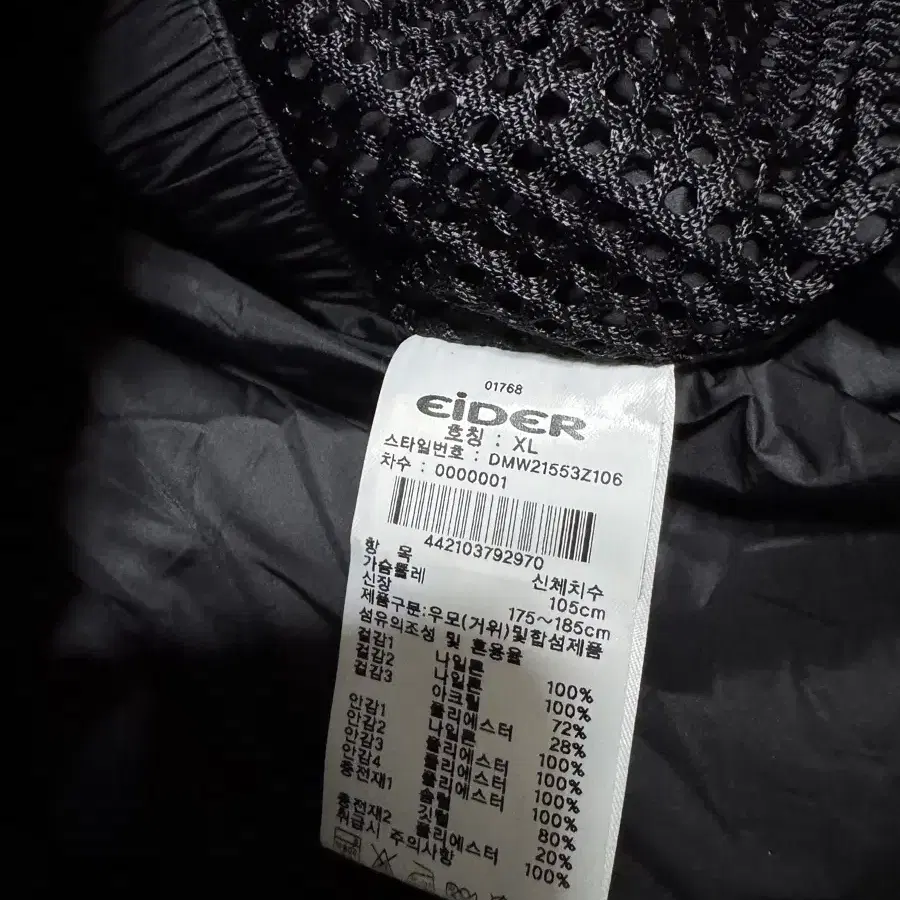 01768
EiDER
호칭 : XL
스타일번호 : DMW21553Z106
차수 : 0000001
442103792970
항 목 신체치수
가슴둘레 105cm
신장 175~185cm
제품구분:우모(거위)및합섬제품
섬유의조성 및 혼용율
겉감1 나일론 100%
겉감2 나일론 100%
겉감3 아크릴 72%
폴리에스터 28%
안감1 나일론 100%
안감2 폴리에스터 100%
안감3 폴리에스터 100%
안감4 폴리에스터 100%
충전재1 솜털 80%
깃털 20%
충전재2 폴리에스터 100%
취급시 주의사항